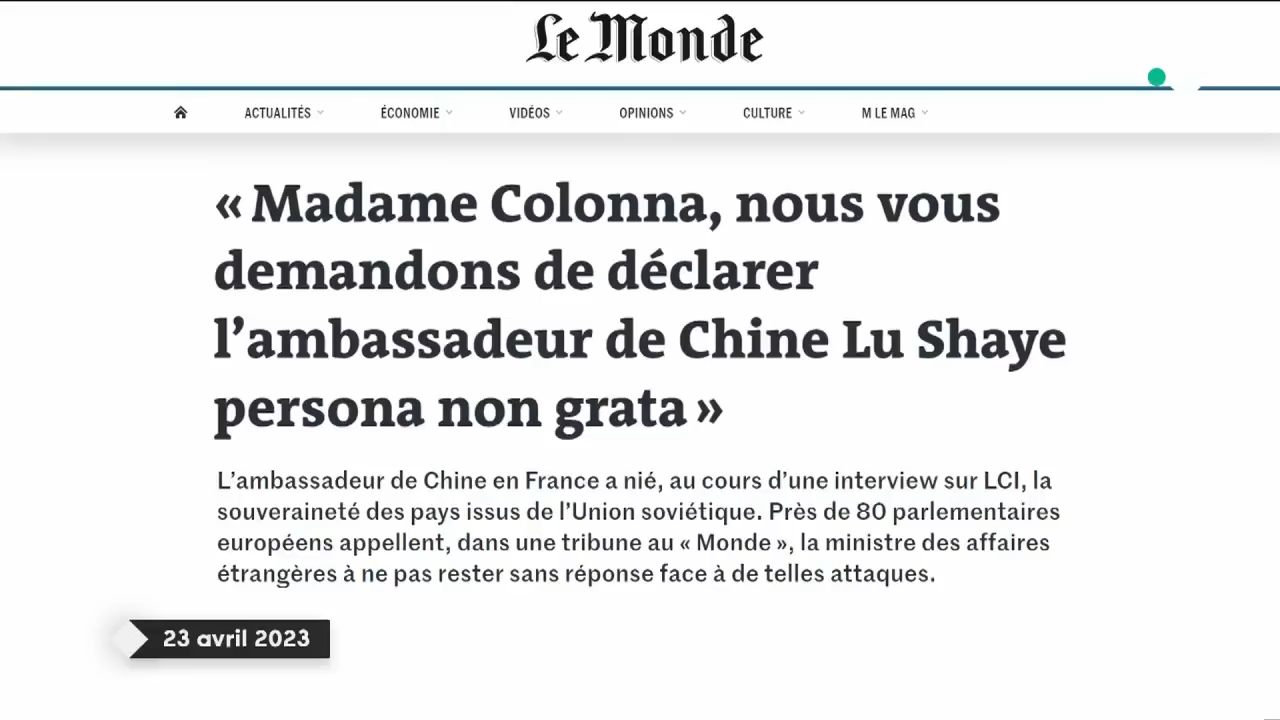 Le Monde
ACTUALITÉS ÉCONOMIE VIDÉOS OPINIONS CULTURE M LE MAG
« Madame Colonna, nous vous
demandons de déclarer
l’ambassadeur de Chine Lu Shaye
persona non grata »
L’ambassadeur de Chine en France a nié, au cours d’une interview sur LCI, la
souveraineté des pays issus de l’Union soviétique. Près de 80 parlementaires
européens appellent, dans une tribune au « Monde », la ministre des affaires
étrangères à ne pas rester sans réponse face à de telles attaques.
23 avril 2023